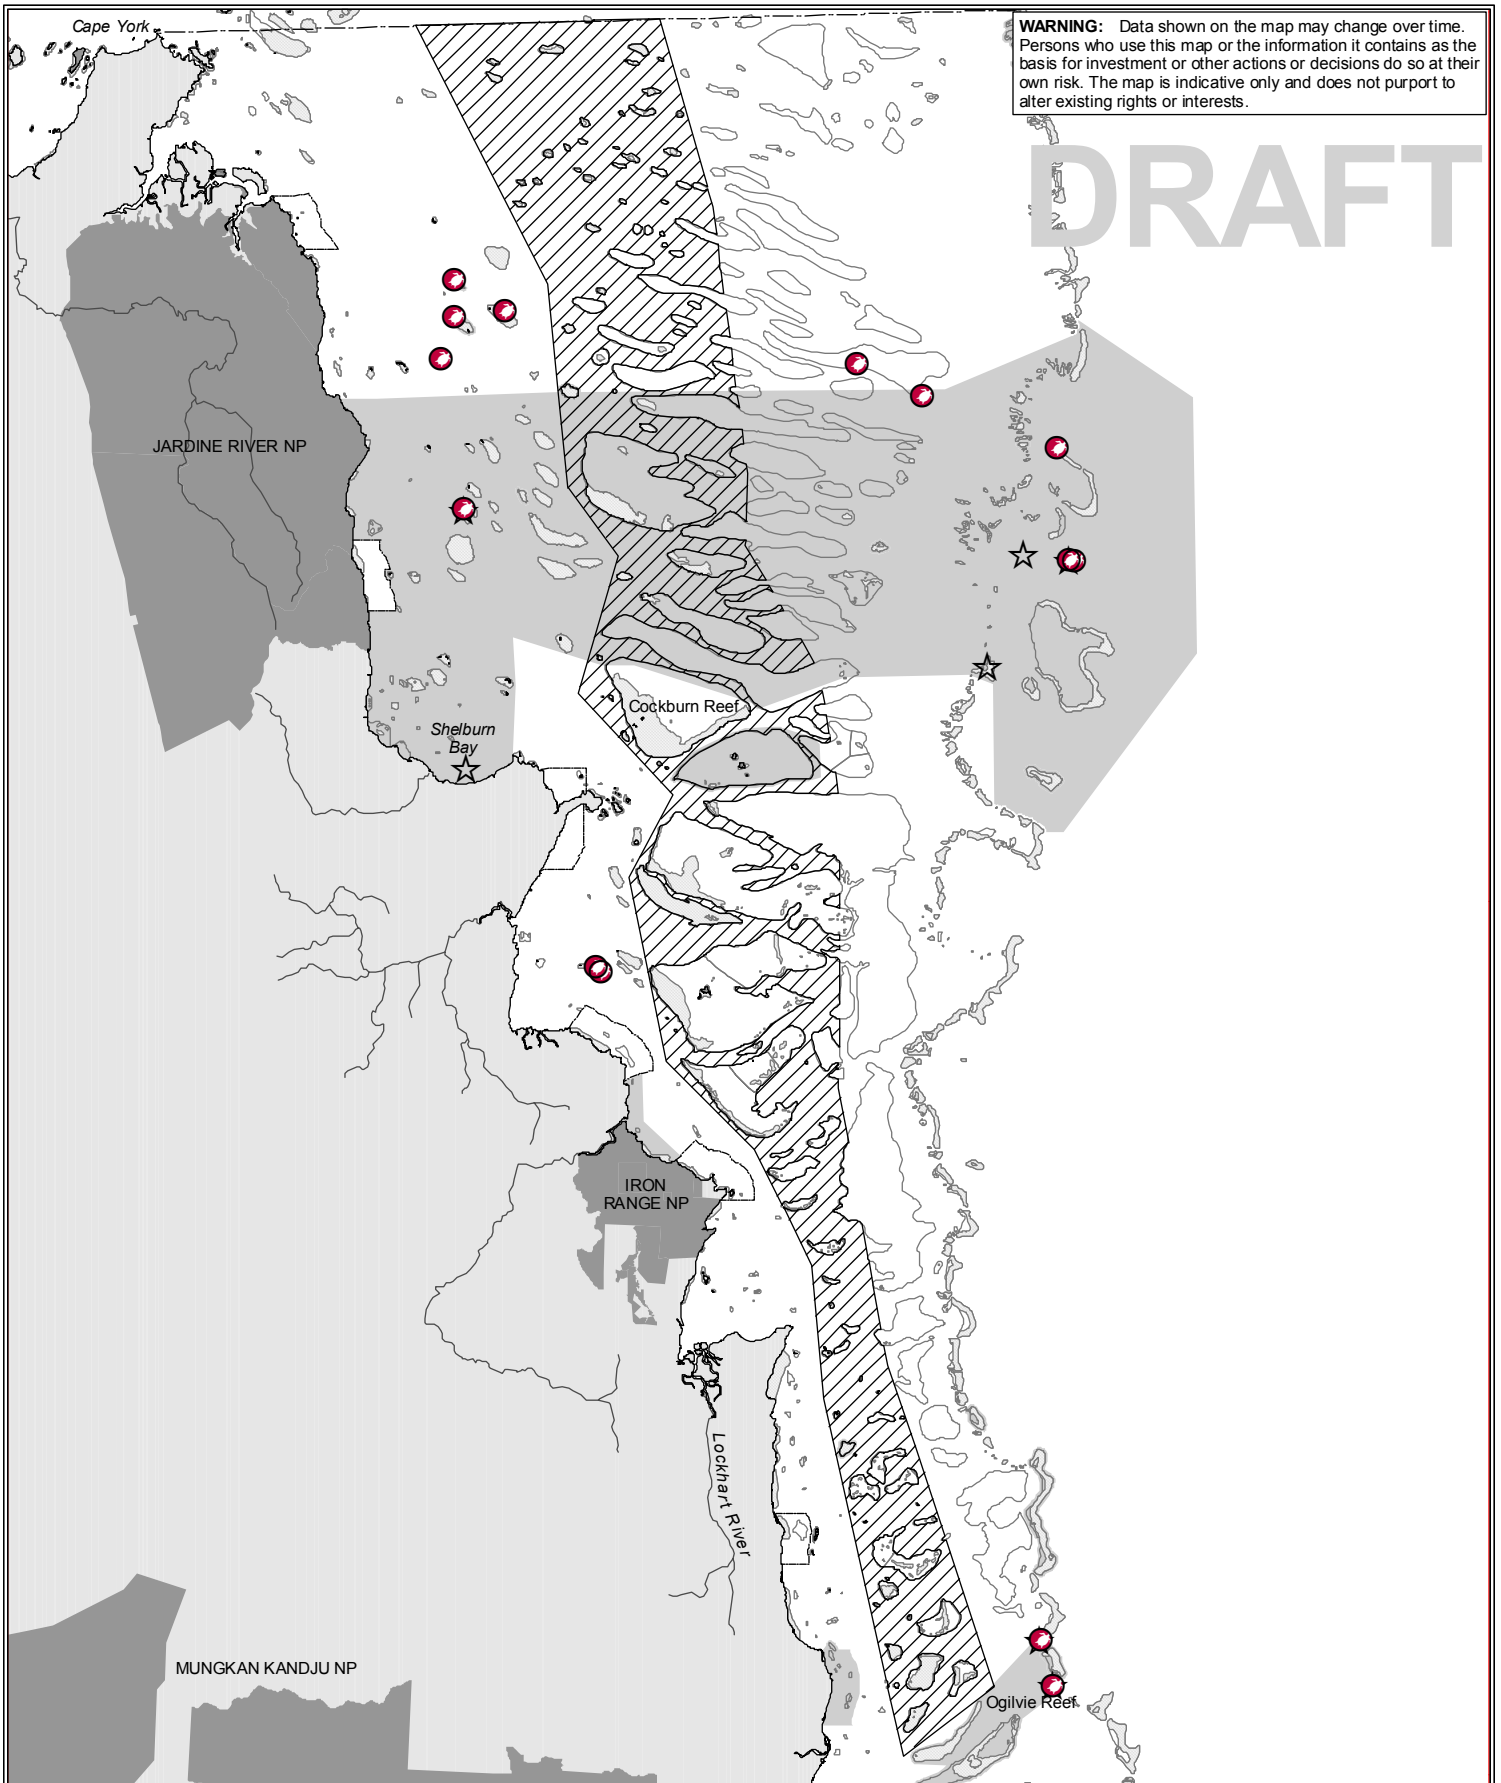 Cape York
WARNING: Data shown on the map may change over time.
Persons who use this map or the information it contains as the
basis for investment or other actions or decisions do so at their
own risk. The map is indicative only and does not purport to
alter existing rights or interests.
DRAFT
JARDINE RIVER NP
Cockburn Reef
Shelburn
Bay
IRON
RANGE NP
Lockhart River
MUNGKAN KANDJU NP
Ogilvie Reef